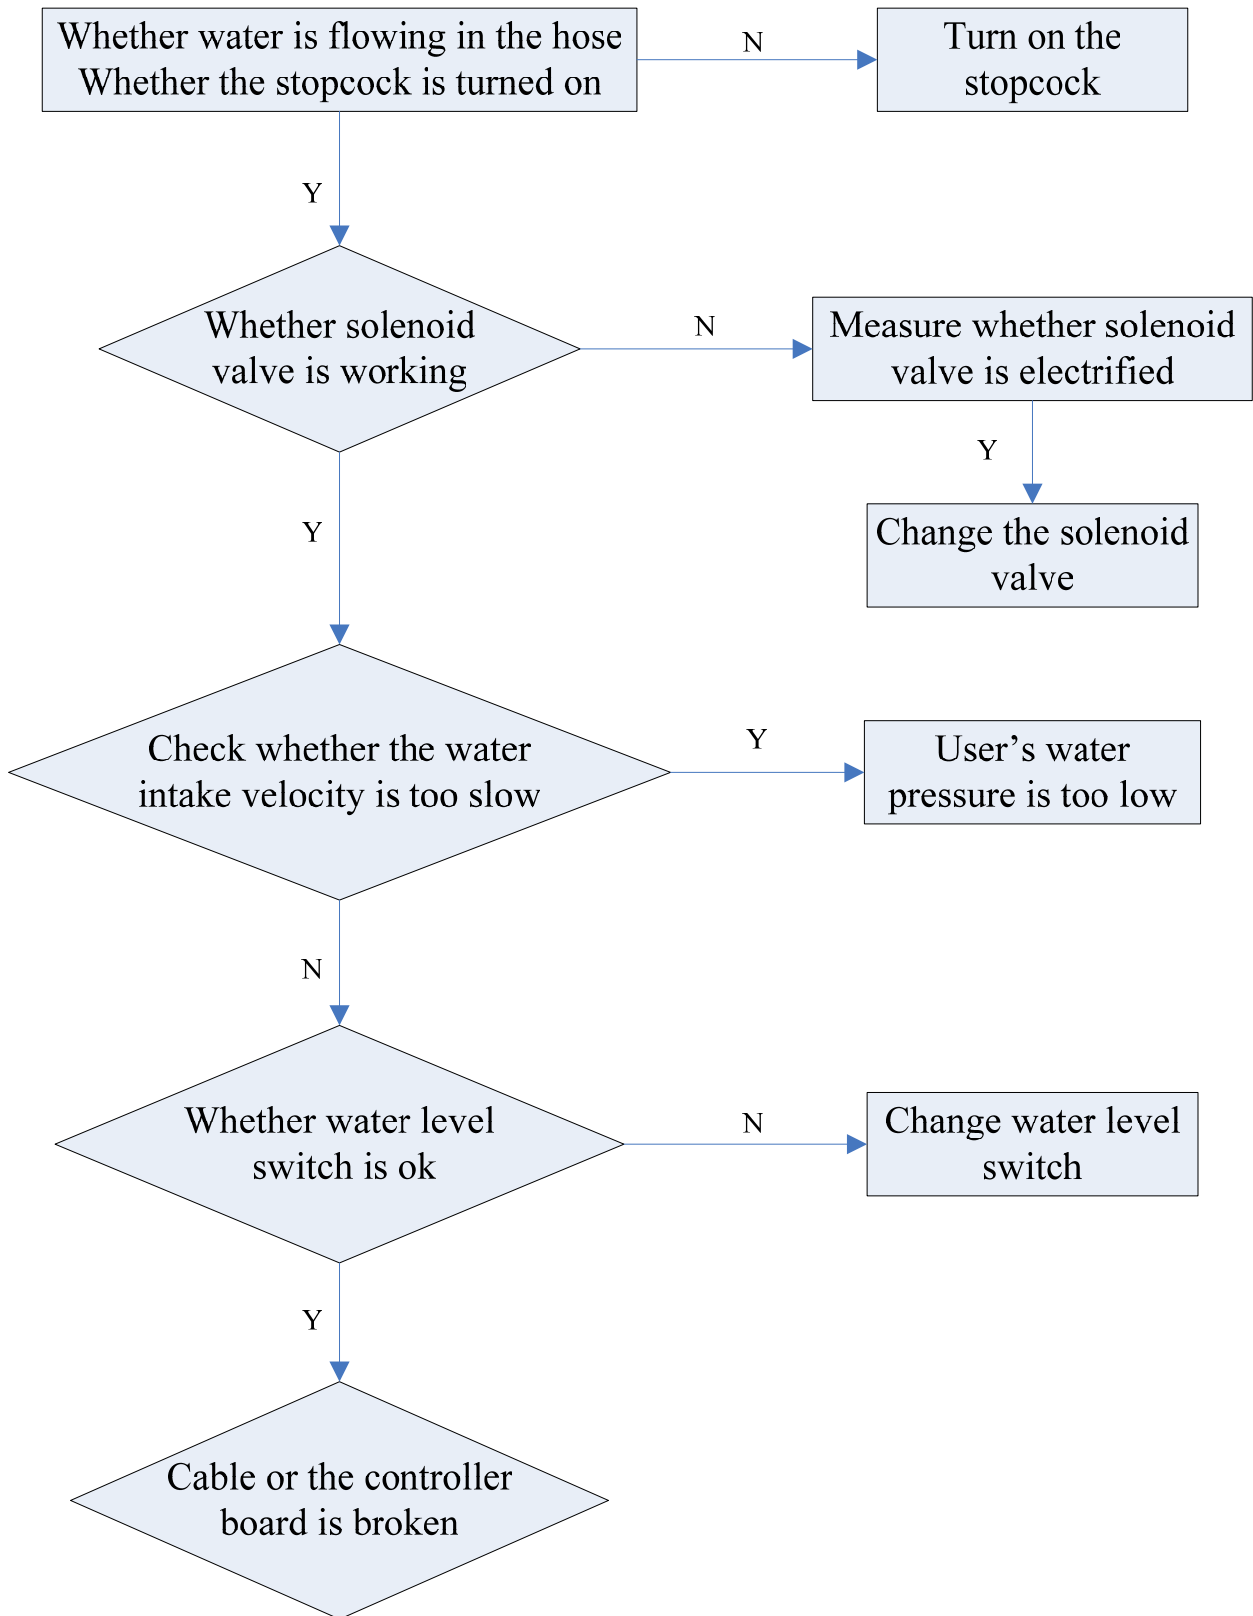 Whether water is flowing in the hose
Whether the stopcock is turned on
N
Turn on the
stopcock
Y
Whether solenoid
valve is working
N
Measure whether solenoid
valve is electrified
Y
Change the solenoid
valve
Y
Check whether the water
intake velocity is too slow
Y
User’s water
pressure is too low
N
Whether water level
switch is ok
N
Change water level
switch
Y
Cable or the controller
board is broken